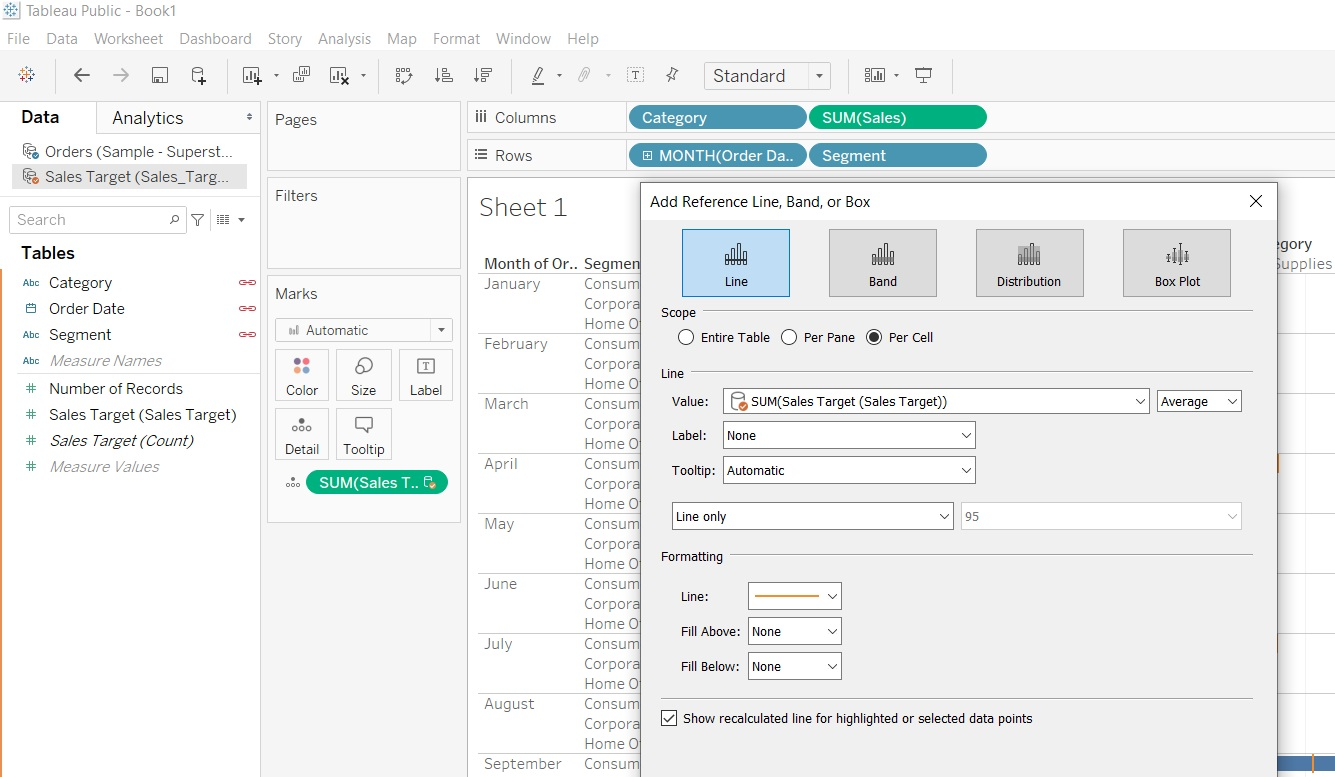 Tableau Public - Book1
File Data Worksheet Dashboard Story Analysis Map Format Window Help
Standard
Data Analytics
Orders (Sample - Superst...
Sales Target (Sales_Targ...
Search
Tables
Abc Category
Order Date
Abc Segment
Abc Measure Names
# Number of Records
# Sales Target (Sales Target)
# Sales Target (Count)
# Measure Values
Pages
Filters
Marks
Automatic
Color Size Label
Detail Tooltip
SUM(Sales T..
Columns Category SUM(Sales)
Rows MONTH(Order Da.. Segment
Sheet 1
Month of Or.. Segmen
January Consum
Corpora
Home O
February Consum
Corpora
Home O
March Consum
Corpora
Home O
April Consum
Corpora
Home O
May Consum
Corpora
Home O
June Consum
Corpora
Home O
July Consum
Corpora
Home O
August Consum
Corpora
Home O
September Consum
egory
Supplies
Add Reference Line, Band, or Box
Line Band Distribution Box Plot
Scope
Entire Table Per Pane Per Cell
Line
Value: SUM(Sales Target (Sales Target)) Average
Label: None
Tooltip: Automatic
Line only 95
Formatting
Line:
Fill Above: None
Fill Below: None
Show recalculated line for highlighted or selected data points